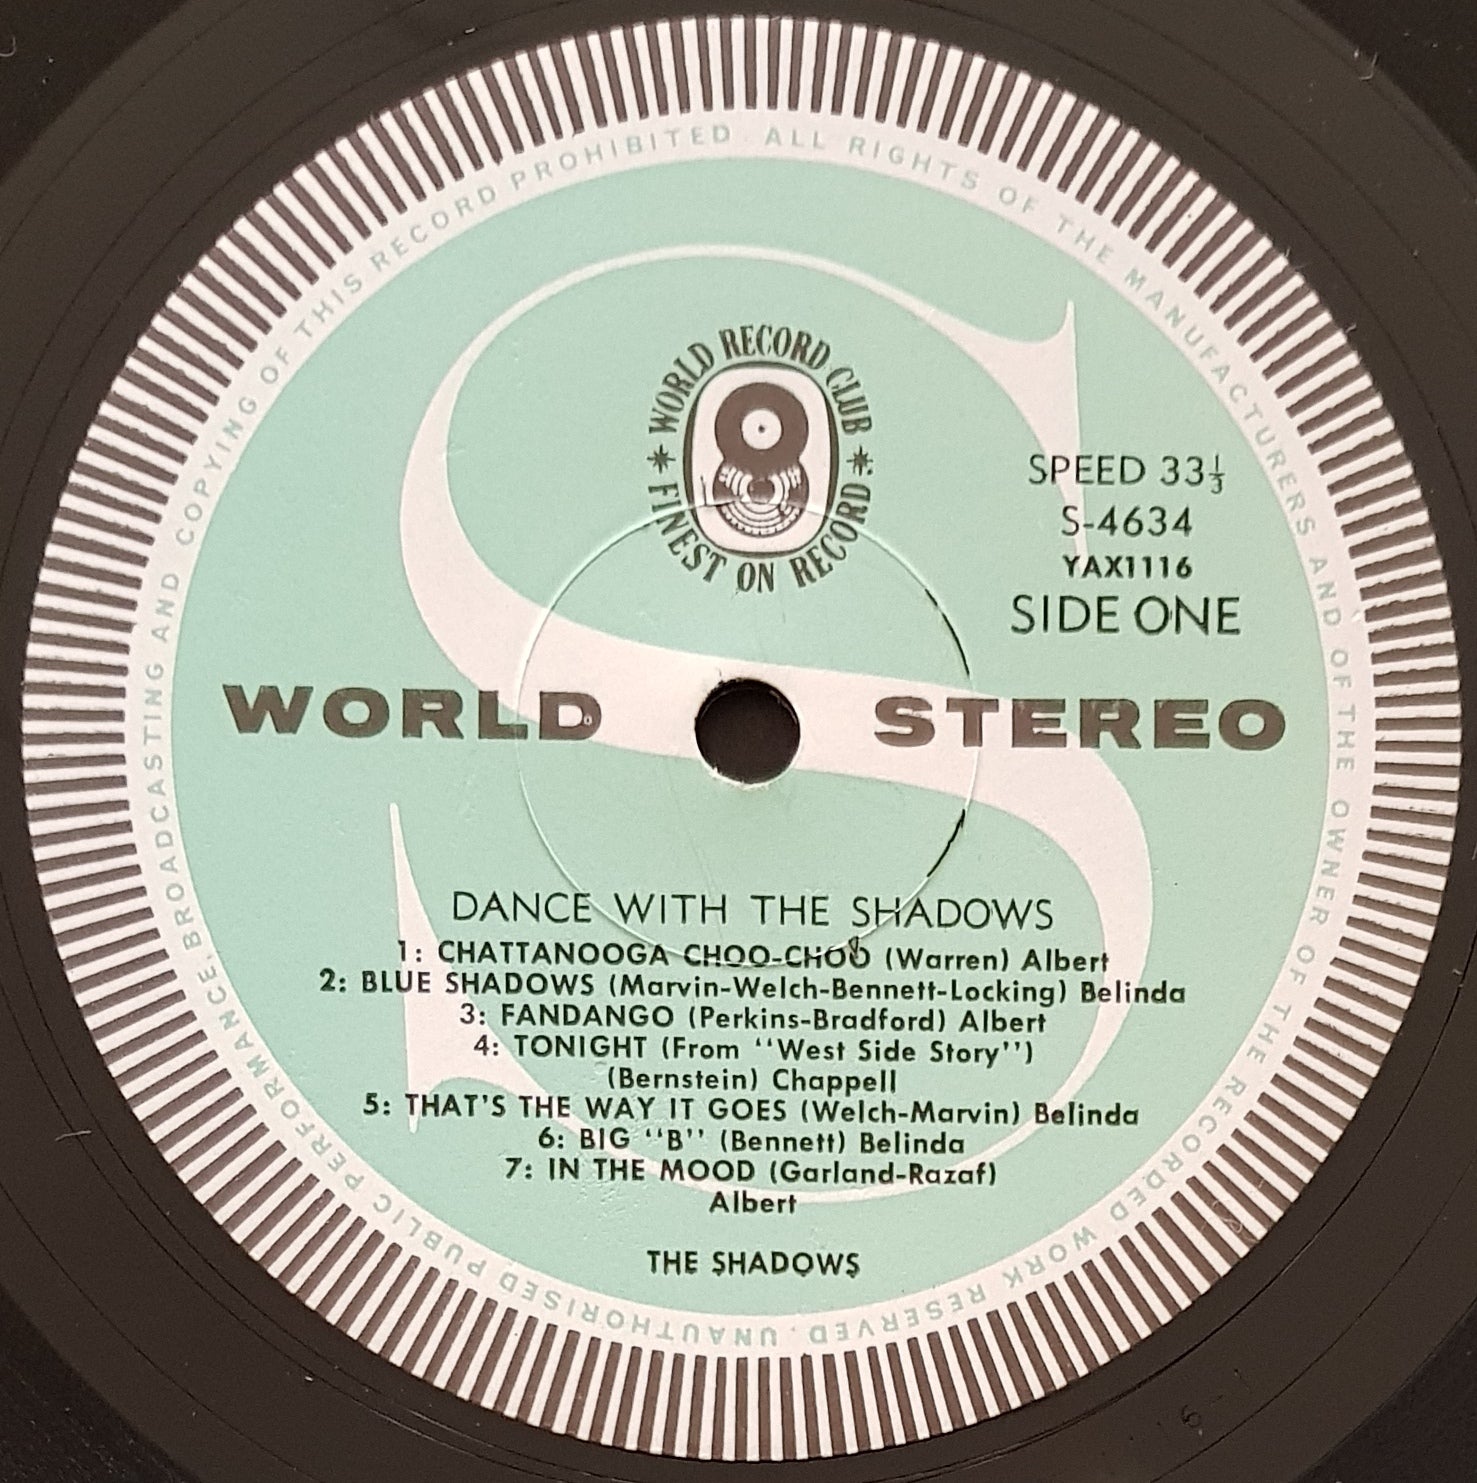 UNAUTHORISED PUBLIC PERFORMANCE, BROADCASTING AND COPYING OF THIS RECORD PROHIBITED · ALL RIGHTS OF THE MANUFACTURERS AND OF THE OWNER OF THE RECORDED WORK RESERVED ·
WORLD RECORD CLUB
FINEST ON RECORD
SPEED 33⅓
S-4634
YAX1116
SIDE ONE
WORLD STEREO
DANCE WITH THE SHADOWS
1: CHATTANOOGA CHOO-CHOO (Warren) Albert
2: BLUE SHADOWS (Marvin-Welch-Bennett-Locking) Belinda
3: FANDANGO (Perkins-Bradford) Albert
4: TONIGHT (From "West Side Story")
(Bernstein) Chappell
5: THAT'S THE WAY IT GOES (Welch-Marvin) Belinda
6: BIG "B" (Bennett) Belinda
7: IN THE MOOD (Garland-Razaf)
Albert
THE SHADOWS